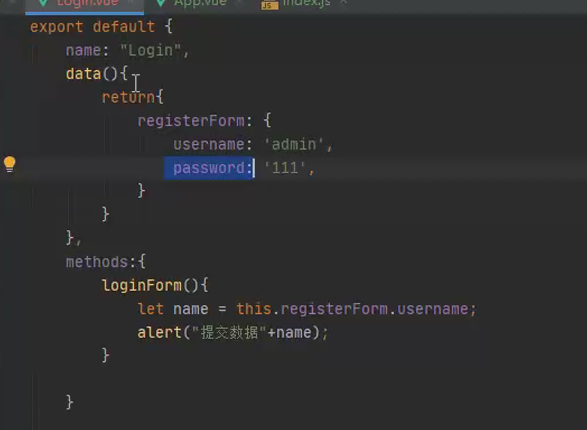 Login.vue App.vue index.js
export default {
name: "Login",
data(){
return{
registerForm: {
username: 'admin',
password: '111',
}
}
},
methods:{
loginForm(){
let name = this.registerForm.username;
alert("提交数据"+name);
}
}